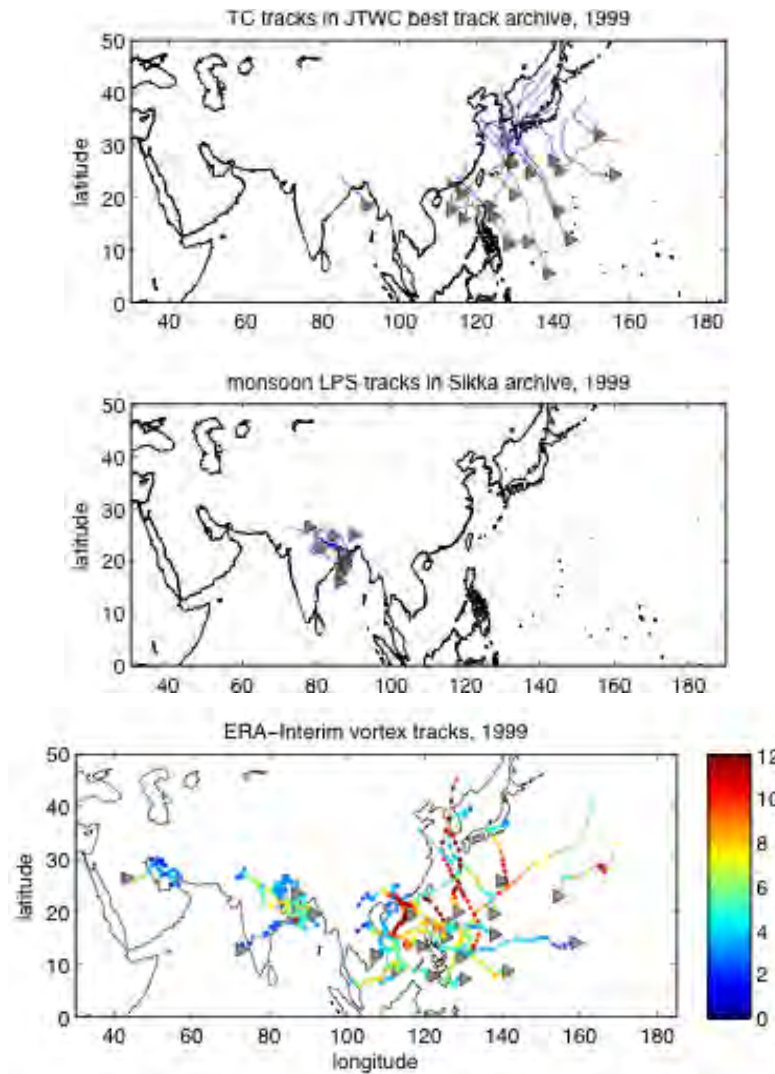 TC tracks in JTWC best track archive, 1999
50
40
30
20
10
0
latitude
40 60 80 100 120 140 160 180
monsoon LPS tracks in Sikka archive, 1999
50
40
30
20
10
0
latitude
40 60 80 100 120 140 160 180
ERA-Interim vortex tracks, 1999
50
40
30
20
10
0
latitude
40 60 80 100 120 140 160 180
longitude
12
10
8
6
4
2
0